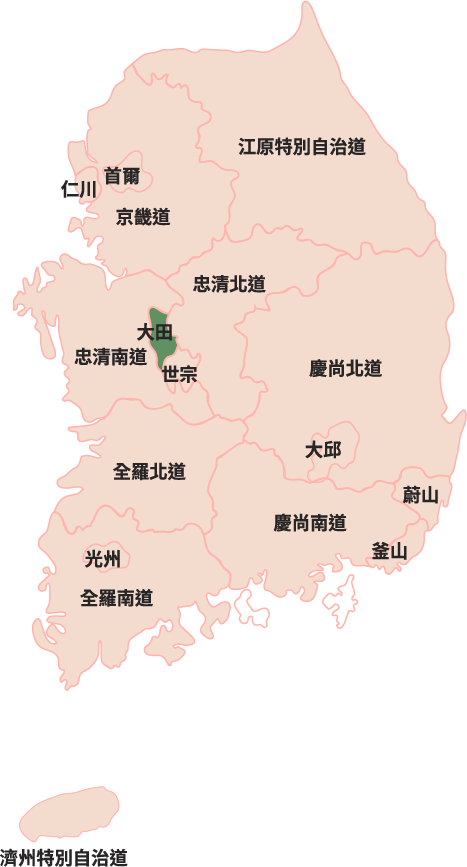 江原特別自治道
首爾
仁川
京畿道
忠清北道
大田
忠清南道
慶尚北道
世宗
大邱
全羅北道
蔚山
慶尚南道
釜山
光州
全羅南道
濟州特別自治道